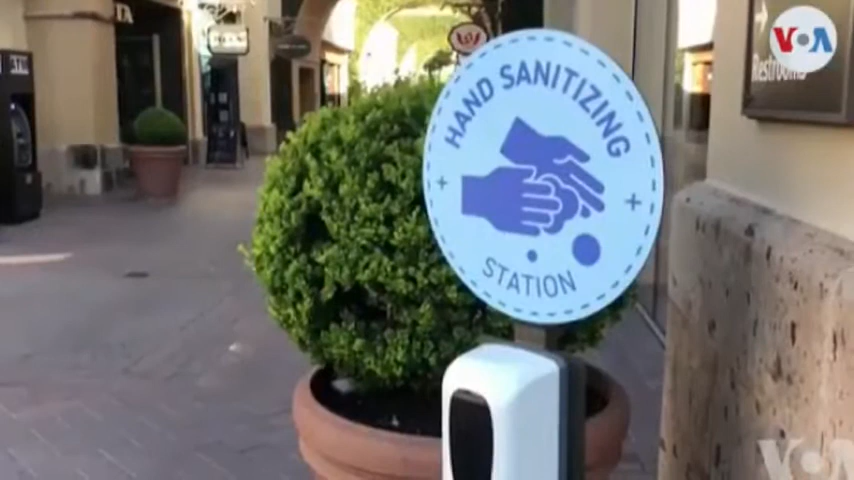 VOA
HAND SANITIZING
STATION
Restrooms
VOA